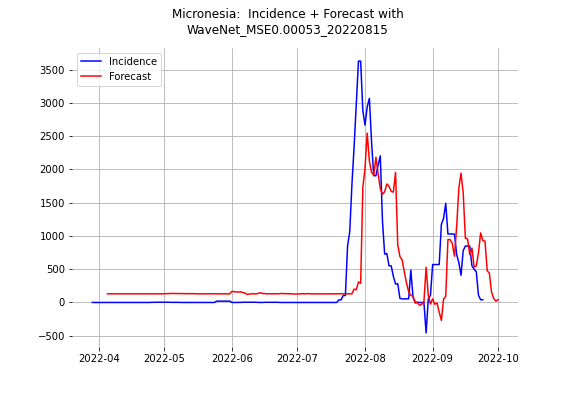 Micronesia:  Incidence + Forecast with
WaveNet_MSE0.00053_20220815
Incidence
Forecast
3500
3000
2500
2000
1500
1000
500
0
−500
2022-04 2022-05 2022-06 2022-07 2022-08 2022-09 2022-10